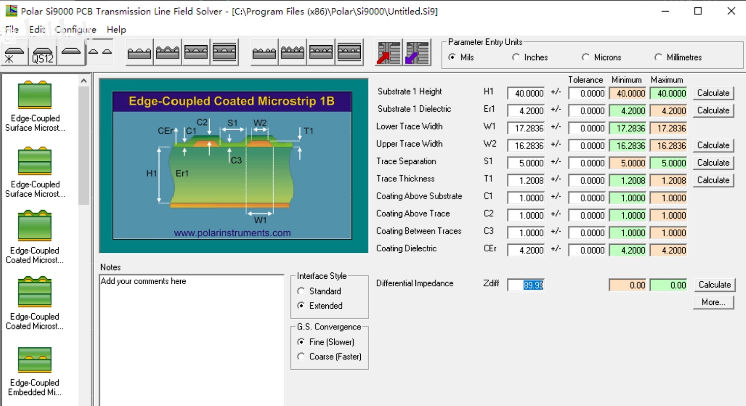 Polar Si9000 PCB Transmission Line Field Solver - [C:\Program Files (x86)\Polar\Si9000\Untitled.Si9]
File Edit Configure Help
QS12
Parameter Entry Units
Mils Inches Microns Millimetres
Edge-Coupled
Surface Microst...
Edge-Coupled
Surface Microst...
Edge-Coupled
Coated Microst...
Edge-Coupled
Coated Microst...
Edge-Coupled
Embedded Mi...
Edge-Coupled Coated Microstrip 1B
CEr C1 C2 S1 W2 T1
H1 Er1 C3
W1
www.polarinstruments.com
Tolerance Minimum Maximum
Substrate 1 Height H1 40.0000 +/- 0.0000 40.0000 40.0000 Calculate
Substrate 1 Dielectric Er1 4.2000 +/- 0.0000 4.2000 4.2000 Calculate
Lower Trace Width W1 17.2836 +/- 0.0000 17.2836 17.2836
Upper Trace Width W2 16.2836 +/- 0.0000 16.2836 16.2836 Calculate
Trace Separation S1 5.0000 +/- 0.0000 5.0000 5.0000 Calculate
Trace Thickness T1 1.2008 +/- 0.0000 1.2008 1.2008 Calculate
Coating Above Substrate C1 1.0000 +/- 0.0000 1.0000 1.0000
Coating Above Trace C2 1.0000 +/- 0.0000 1.0000 1.0000
Coating Between Traces C3 1.0000 +/- 0.0000 1.0000 1.0000
Coating Dielectric CEr 4.2000 +/- 0.0000 4.2000 4.2000
Notes
Add your comments here
Interface Style
Standard
Extended
G.S. Convergence
Fine (Slower)
Coarse (Faster)
Differential Impedance Zdiff 89.99 0.00 0.00 Calculate
More...